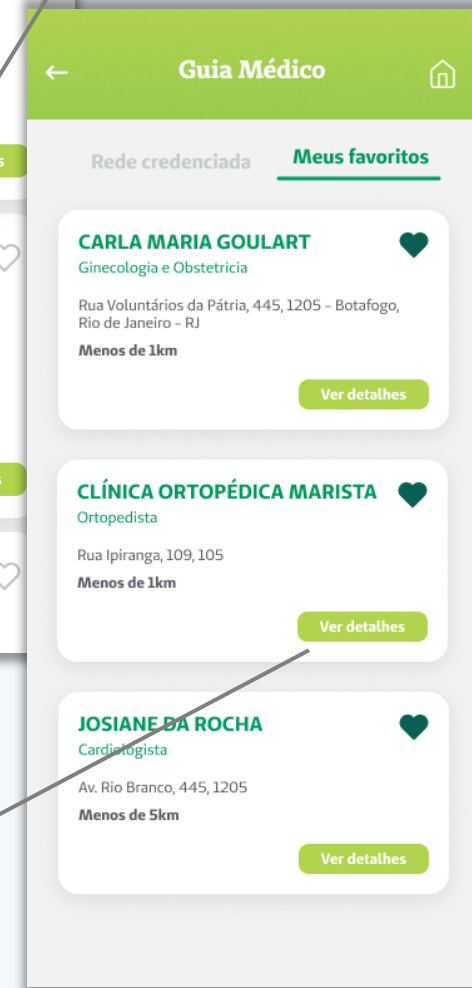 Guia Médico
Rede credenciada
Meus favoritos
CARLA MARIA GOULART
Ginecologia e Obstetricia
Rua Voluntários da Pátria, 445, 1205 - Botafogo,
Rio de Janeiro - RJ
Menos de 1km
Ver detalhes
CLÍNICA ORTOPÉDICA MARISTA
Ortopedista
Rua Ipiranga, 109, 105
Menos de 1km
Ver detalhes
JOSIANE DA ROCHA
Cardiologista
Av. Rio Branco, 445, 1205
Menos de 5km
Ver detalhes